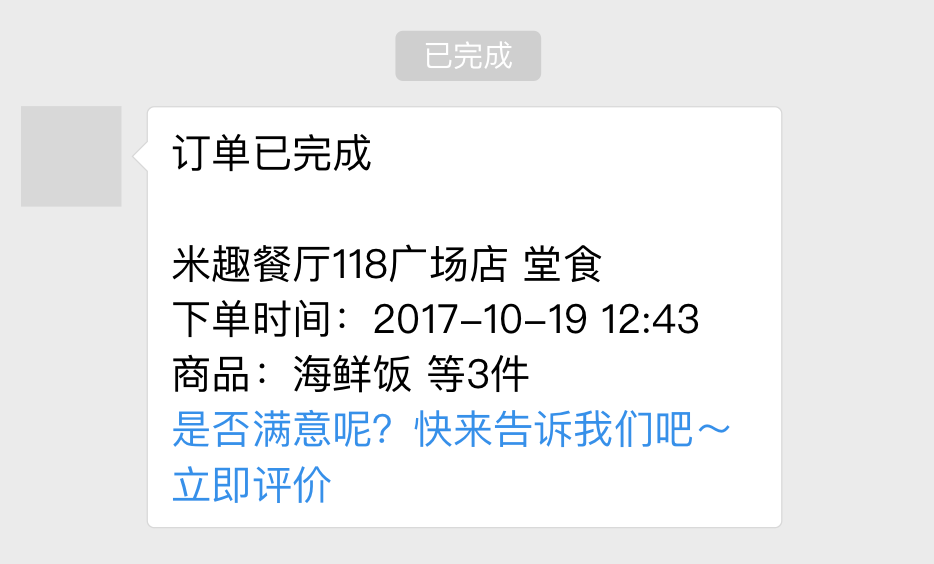 已完成
订单已完成
米趣餐厅118广场店 堂食
下单时间：2017-10-19 12:43
商品：海鲜饭 等3件
是否满意呢？快来告诉我们吧～
立即评价